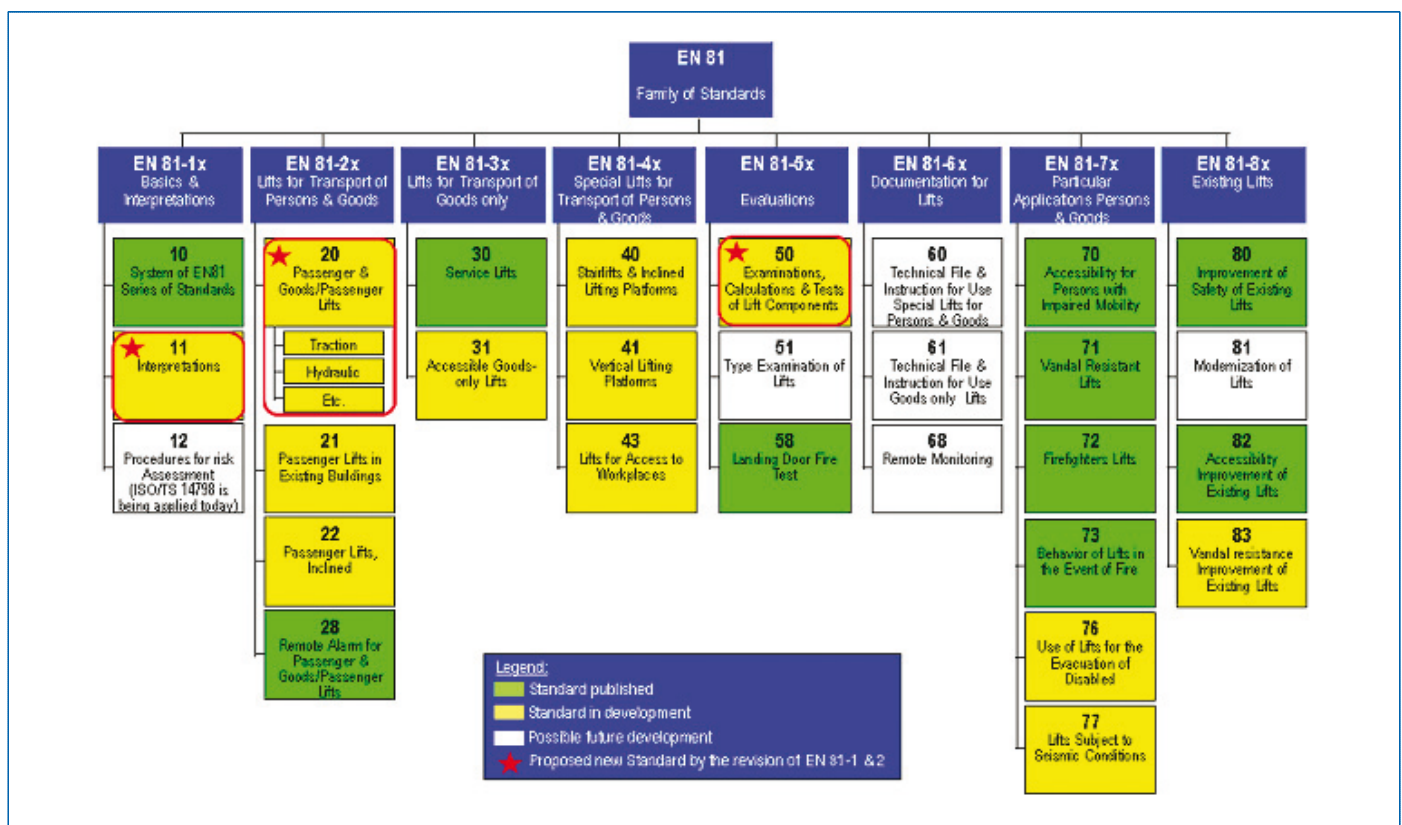 EN 81
Family of Standards
EN 81-1x
Basics &
Interpretations
EN 81-2x
Lifts for Transport of
Persons & Goods
EN 81-3x
Lifts for Transport of
Goods only
EN 81-4x
Special Lifts for
Transport of Persons
& Goods
EN 81-5x
Evaluations
EN 81-6x
Documentation for
Lifts
EN 81-7x
Particular
Applications Persons
& Goods
EN 81-8x
Existing Lifts
10
System of EN81
Series of Standards
11
Interpretations
12
Procedures for risk
Assessment
(ISO/TS 14798 is
being applied today)
20
Passenger &
Goods/Passenger
Lifts
Traction
Hydraulic
Etc.
21
Passenger Lifts in
Existing Buildings
22
Passenger Lifts,
Inclined
28
Remote Alarm for
Passenger &
Goods/Passenger
Lifts
30
Service Lifts
31
Accessible Goods-
only Lifts
40
Stairlifts & Inclined
Lifting Platforms
41
Vertical Lifting
Platforms
43
Lifts for Access to
Workplaces
50
Examinations,
Calculations & Tests
of Lift Components
51
Type Examination of
Lifts
58
Landing Door Fire
Test
60
Technical File &
Instruction for Use
Special Lifts for
Persons & Goods
61
Technical File &
Instruction for Use
Goods only Lifts
68
Remote Monitoring
70
Accessibility for
Persons with
Impaired Mobility
71
Vandal Resistant
Lifts
72
Firefighters Lifts
73
Behavior of Lifts in
the Event of Fire
76
Use of Lifts for the
Evacuation of
Disabled
77
Lifts Subject to
Seismic Conditions
80
Improvement of
Safety of Existing
Lifts
81
Modernization of
Lifts
82
Accessibility
Improvement of
Existing Lifts
83
Vandal resistance
Improvement of
Existing Lifts
Legend:
Standard published
Standard in development
Possible future development
Proposed new Standard by the revision of EN 81-1 & 2